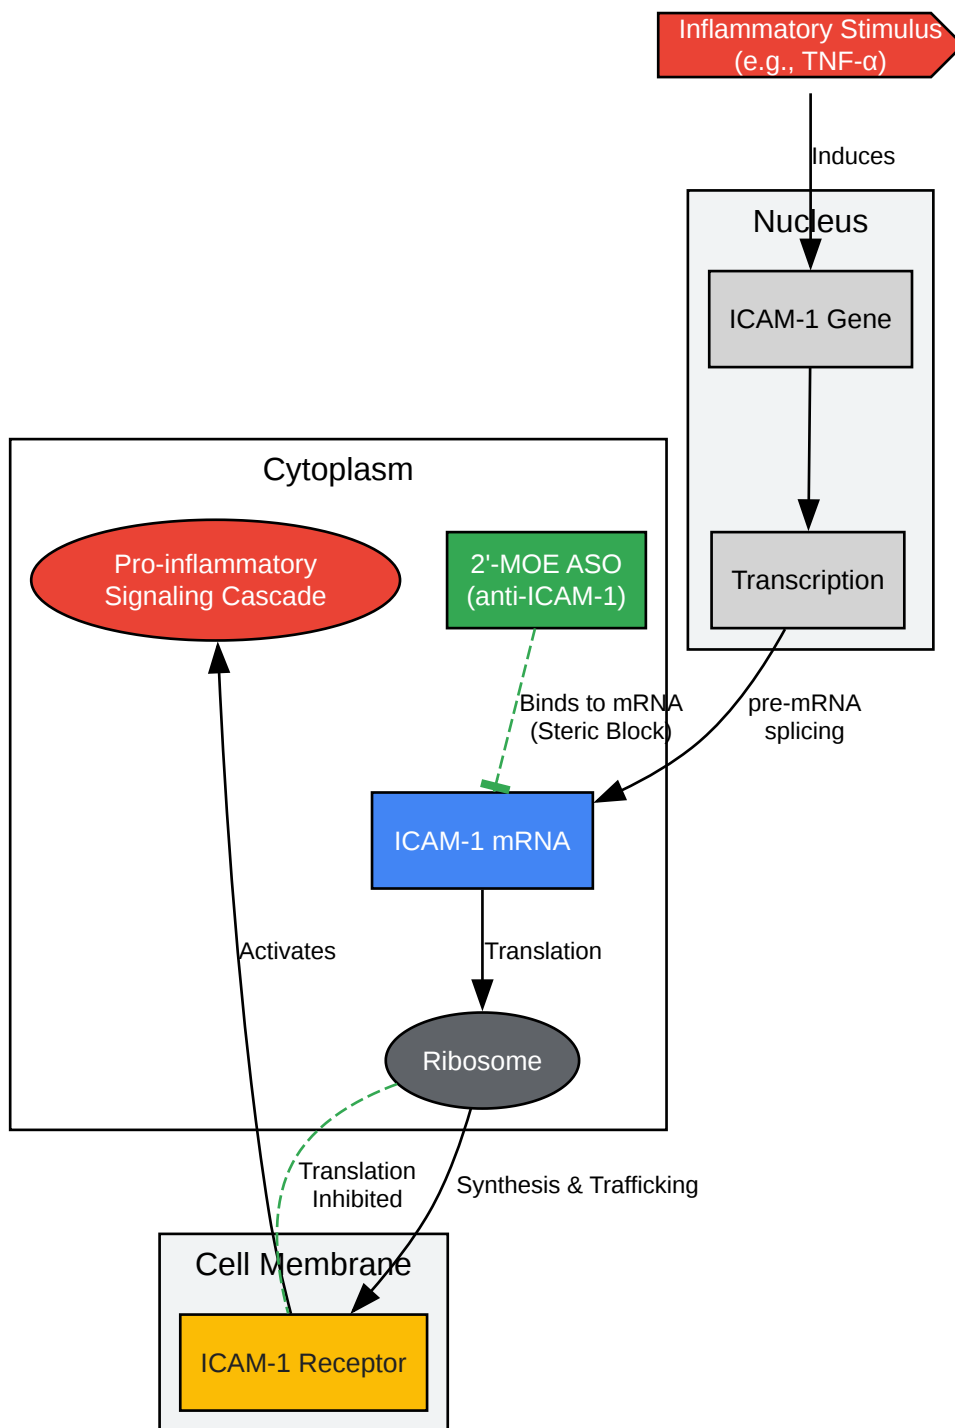 Inflammatory Stimulus
(e.g., TNF-α)
Induces
Nucleus
ICAM-1 Gene
Cytoplasm
Pro-inflammatory
Signaling Cascade
2'-MOE ASO
(anti-ICAM-1)
Transcription
Binds to mRNA
(Steric Block)
pre-mRNA
splicing
ICAM-1 mRNA
Activates
Translation
Ribosome
Translation
Inhibited
Synthesis & Trafficking
Cell Membrane
ICAM-1 Receptor